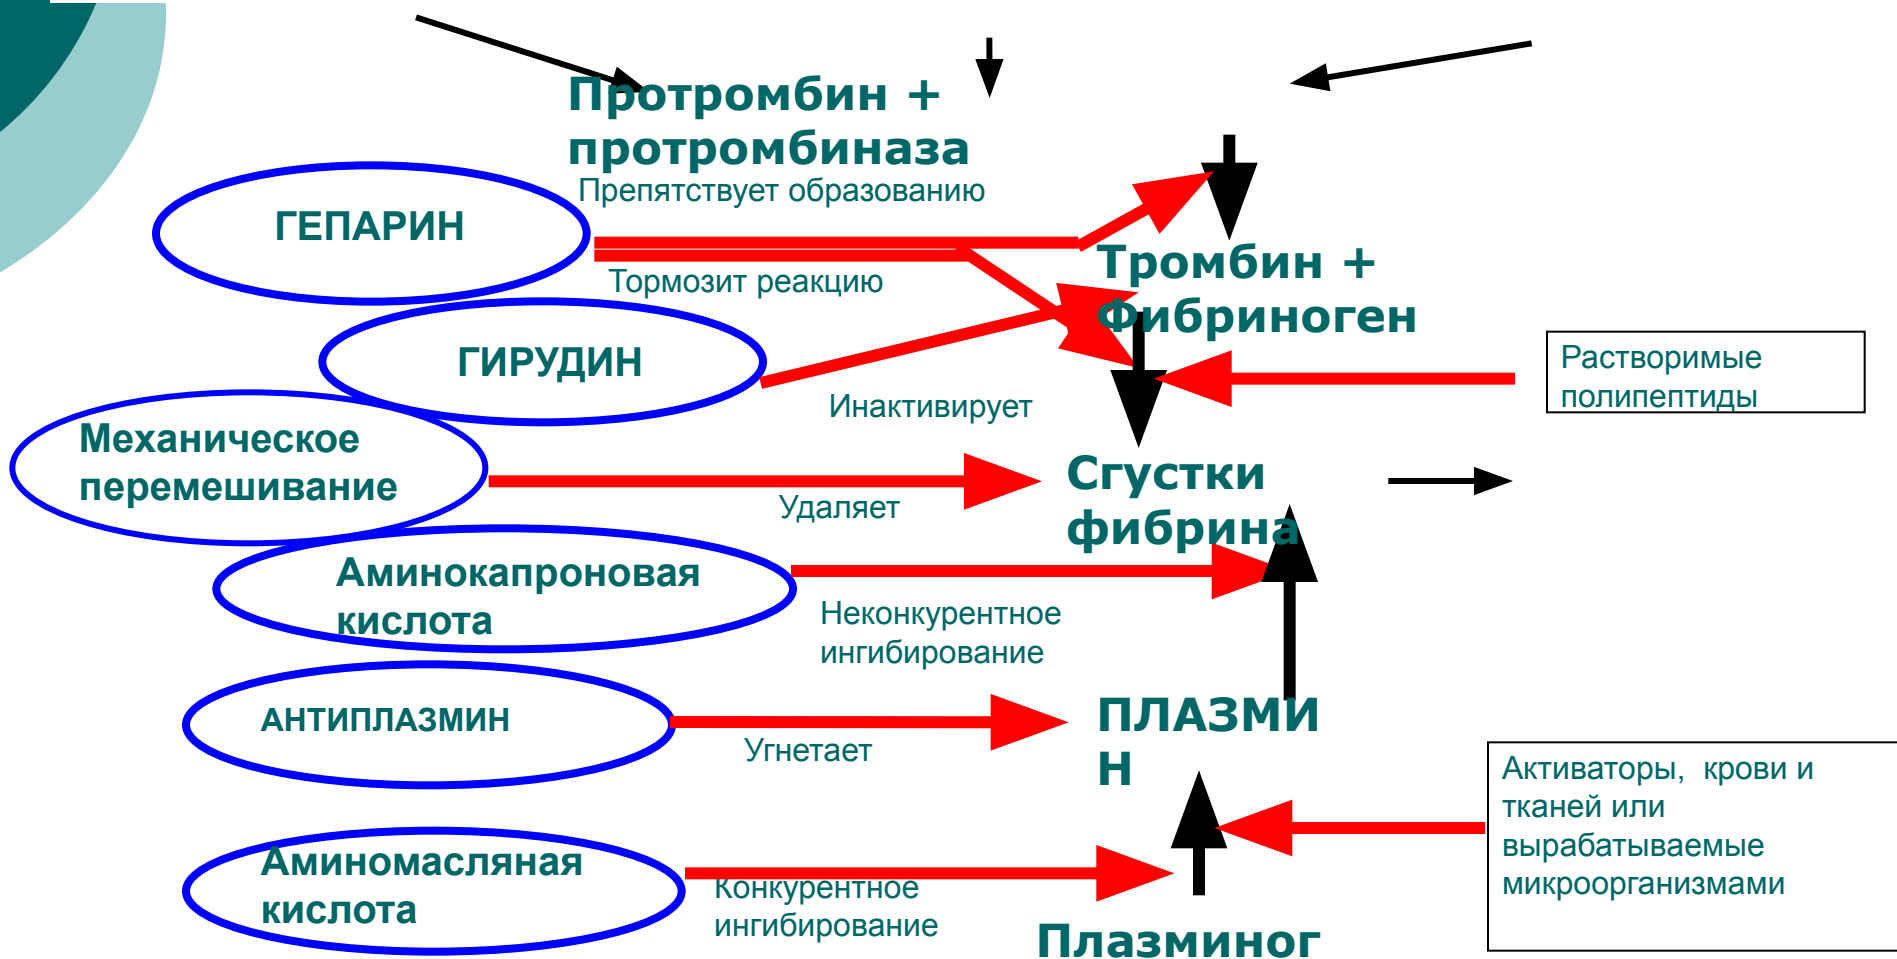 Протромбин +
протромбиназа
Препятствует образованию
ГЕПАРИН
Тормозит реакцию
Тромбин +
Фибриноген
ГИРУДИН
Инактивирует
Растворимые
полипептиды
Механическое
перемешивание
Удаляет
Сгустки
фибрина
Аминокапроновая
кислота
Неконкурентное
ингибирование
АНТИПЛАЗМИН
Угнетает
ПЛАЗМИ
Н
Активаторы, крови и
тканей или
вырабатываемые
микроорганизмами
Аминомасляная
кислота
Конкурентное
ингибирование
Плазминог